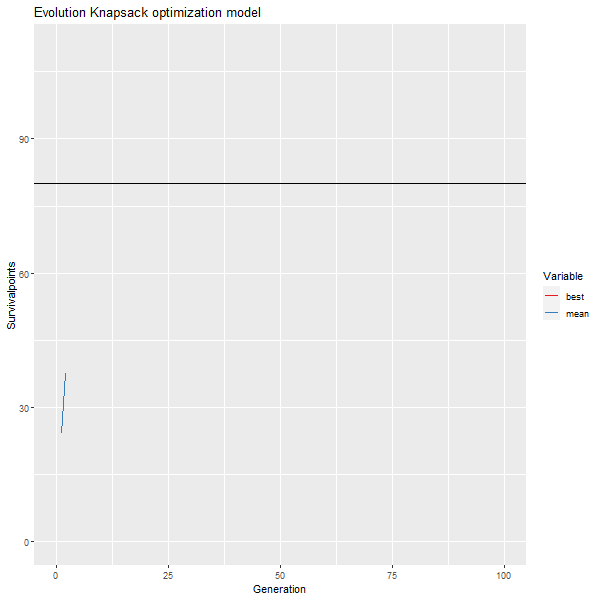 Evolution Knapsack optimization model
Survivalpoints
90
60
30
0
0 25 50 75 100
Generation
Variable
best
mean